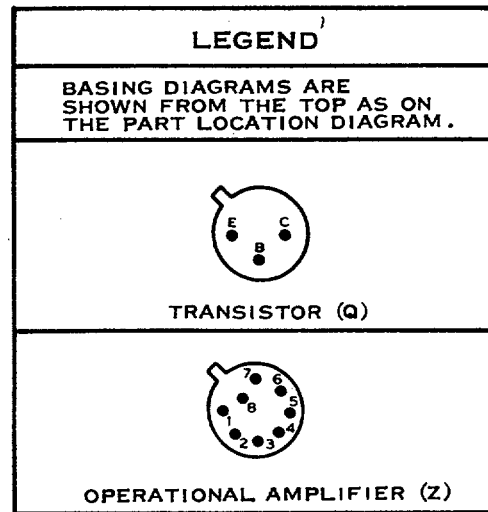 LEGEND
BASING DIAGRAMS ARE
SHOWN FROM THE TOP AS ON
THE PART LOCATION DIAGRAM.
E C
B
TRANSISTOR (Q)
7 6
8 5
1 4
2 3
OPERATIONAL AMPLIFIER (Z)